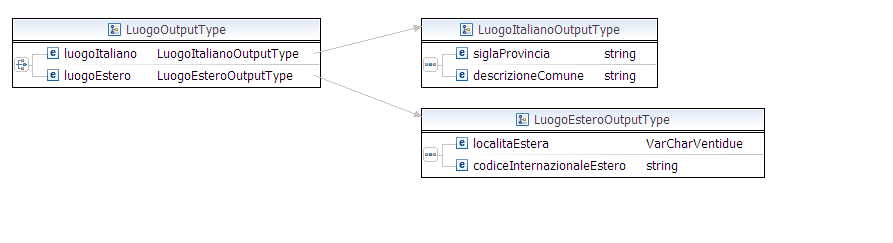 LuogoOutputType
e luogoItaliano LuogoItalianoOutputType
e luogoEstero LuogoEsteroOutputType
LuogoItalianoOutputType
e siglaProvincia string
e descrizioneComune string
LuogoEsteroOutputType
e localitaEstera VarCharVentidue
e codiceInternazionaleEstero string